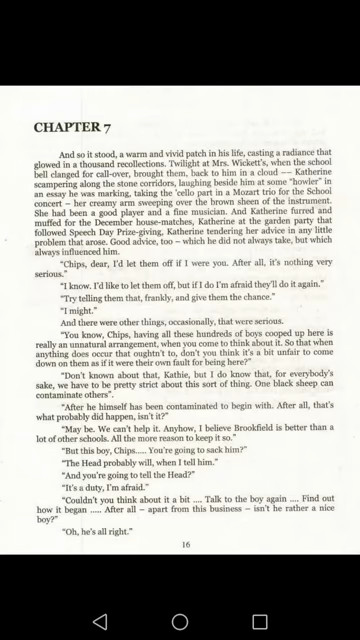 CHAPTER 7
And so it stood, a warm and vivid patch in his life, casting a radiance that
glowed in a thousand recollections. Twilight at Mrs. Wickett's, when the school
bell clanged for call-over, brought them, back to him in a cloud –– Katherine
scampering along the stone corridors, laughing beside him at some "howler" in
an essay he was marking, taking the 'cello part in a Mozart trio for the School
concert – her creamy arm sweeping over the brown sheen of the instrument.
She had been a good player and a fine musician. And Katherine furred and
muffed for the December house-matches, Katherine at the garden party that
followed Speech Day Prize-giving, Katherine tendering her advice in any little
problem that arose. Good advice, too – which he did not always take, but which
always influenced him.
"Chips, dear, I'd let them off if I were you. After all, it's nothing very
serious."
"I know. I'd like to let them off, but if I do I'm afraid they'll do it again."
"Try telling them that, frankly, and give them the chance."
"I might."
And there were other things, occasionally, that were serious.
"You know, Chips, having all these hundreds of boys cooped up here is
really an unnatural arrangement, when you come to think about it. So that when
anything does occur that oughtn't to, don't you think it's a bit unfair to come
down on them as if it were their own fault for being here?"
"Don't known about that, Kathie, but I do know that, for everybody's
sake, we have to be pretty strict about this sort of thing. One black sheep can
contaminate others".
"After he himself has been contaminated to begin with. After all, that's
what probably did happen, isn't it?"
"May be. We can't help it. Anyhow, I believe Brookfield is better than a
lot of other schools. All the more reason to keep it so."
"But this boy, Chips..... You're going to sack him?"
"The Head probably will, when I tell him."
"And you're going to tell the Head?"
"It's a duty, I'm afraid."
"Couldn't you think about it a bit .... Talk to the boy again .... Find out
how it began ..... After all – apart from this business – isn't he rather a nice
boy?"
"Oh, he's all right."
16